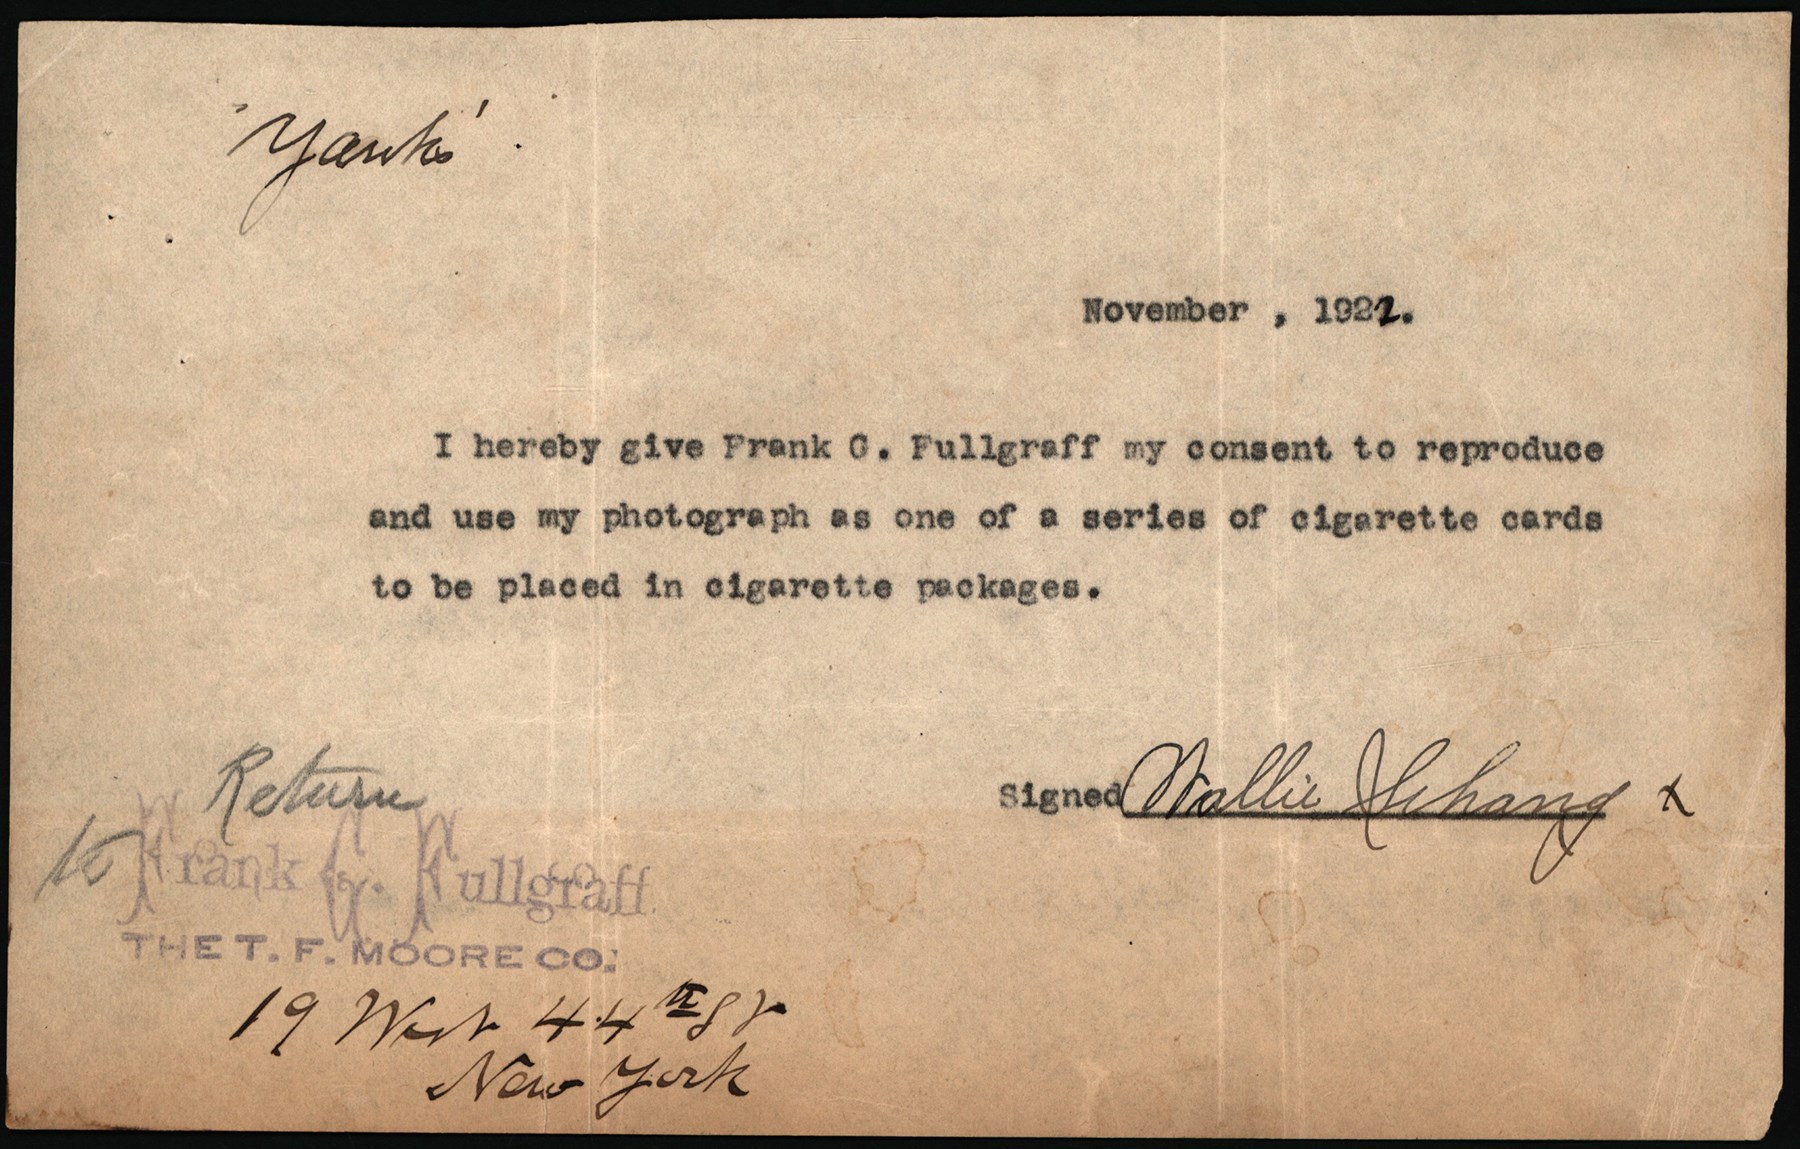 "Yanks"
November , 1922.
I hereby give Frank G. Fullgraff my consent to reproduce
and use my photograph as one of a series of cigarette cards
to be placed in cigarette packages.
Signed Wallie Schang x
Return
to Frank G. Fullgraff.
THE T. F. MOORE CO.
19 West 44th St
New York